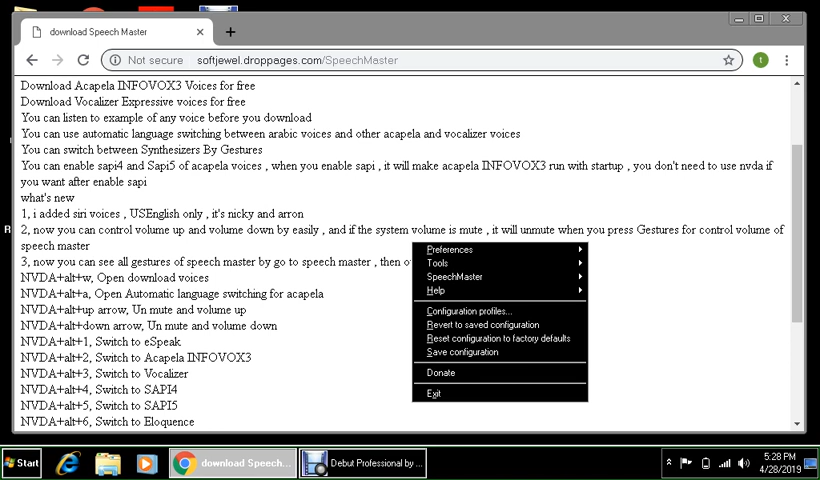 download Speech Master
Not secure
softjewel.droppages.com/SpeechMaster
t
Download Acapela INFOVOX3 Voices for free
Download Vocalizer Expressive voices for free
You can listen to example of any voice before you download
You can use automatic language switching between arabic voices and other acapela and vocalizer voices
You can switch between Synthesizers By Gestures
You can enable sapi4 and Sapi5 of acapela voices , when you enable sapi , it will make acapela INFOVOX3 run with startup , you don't need to use nvda if
you want after enable sapi
what's new
1, i added siri voices , USEnglish only , it's nicky and arron
2, now you can control volume up and volume down by easily , and if the system volume is mute , it will unmute when you press Gestures for control volume of
speech master
3, now you can see all gestures of speech master by go to speech master , then
NVDA+alt+w, Open download voices
NVDA+alt+a, Open Automatic language switching for acapela
NVDA+alt+up arrow, Un mute and volume up
NVDA+alt+down arrow, Un mute and volume down
NVDA+alt+1, Switch to eSpeak
NVDA+alt+2, Switch to Acapela INFOVOX3
NVDA+alt+3, Switch to Vocalizer
NVDA+alt+4, Switch to SAPI4
NVDA+alt+5, Switch to SAPI5
NVDA+alt+6, Switch to Eloquence
Preferences
Tools
SpeechMaster
Help
Configuration profiles...
Revert to saved configuration
Reset configuration to factory defaults
Save configuration
Donate
Exit
Start
download Speech...
Debut Professional by ...
5:28 PM
4/28/2019